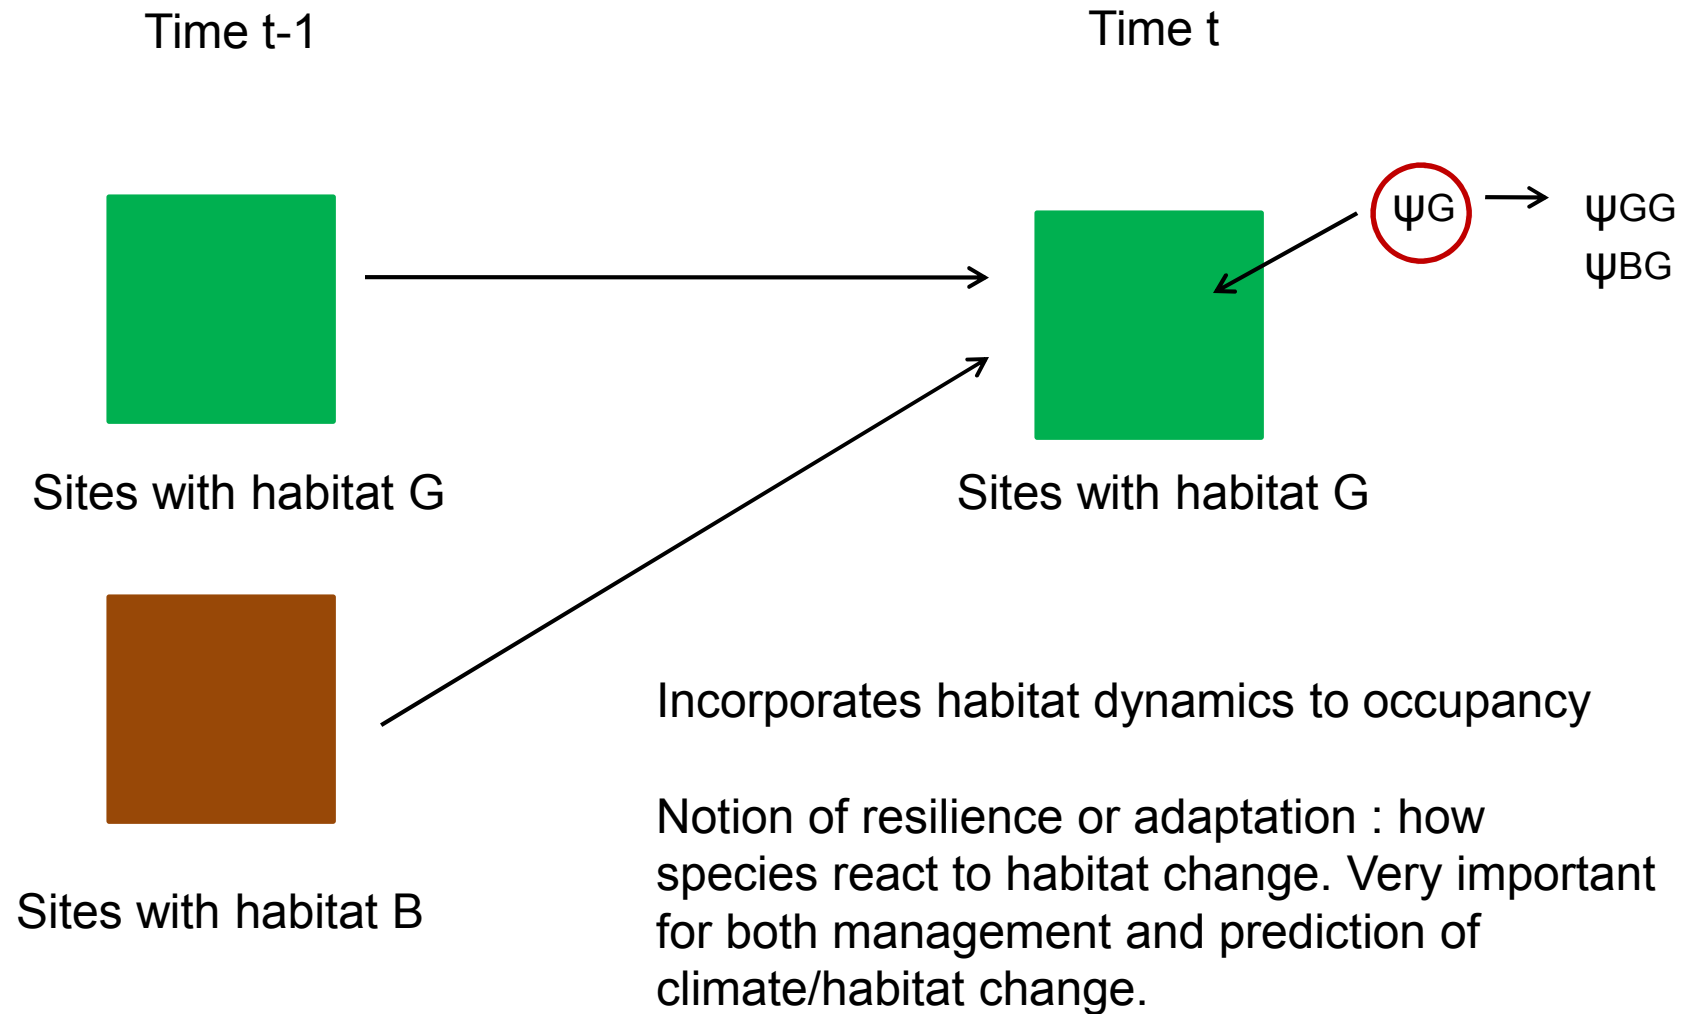 Time t-1
Time t
ψG
ψGG
ψBG
Sites with habitat G
Sites with habitat G
Sites with habitat B
Incorporates habitat dynamics to occupancy
Notion of resilience or adaptation : how
species react to habitat change. Very important
for both management and prediction of
climate/habitat change.